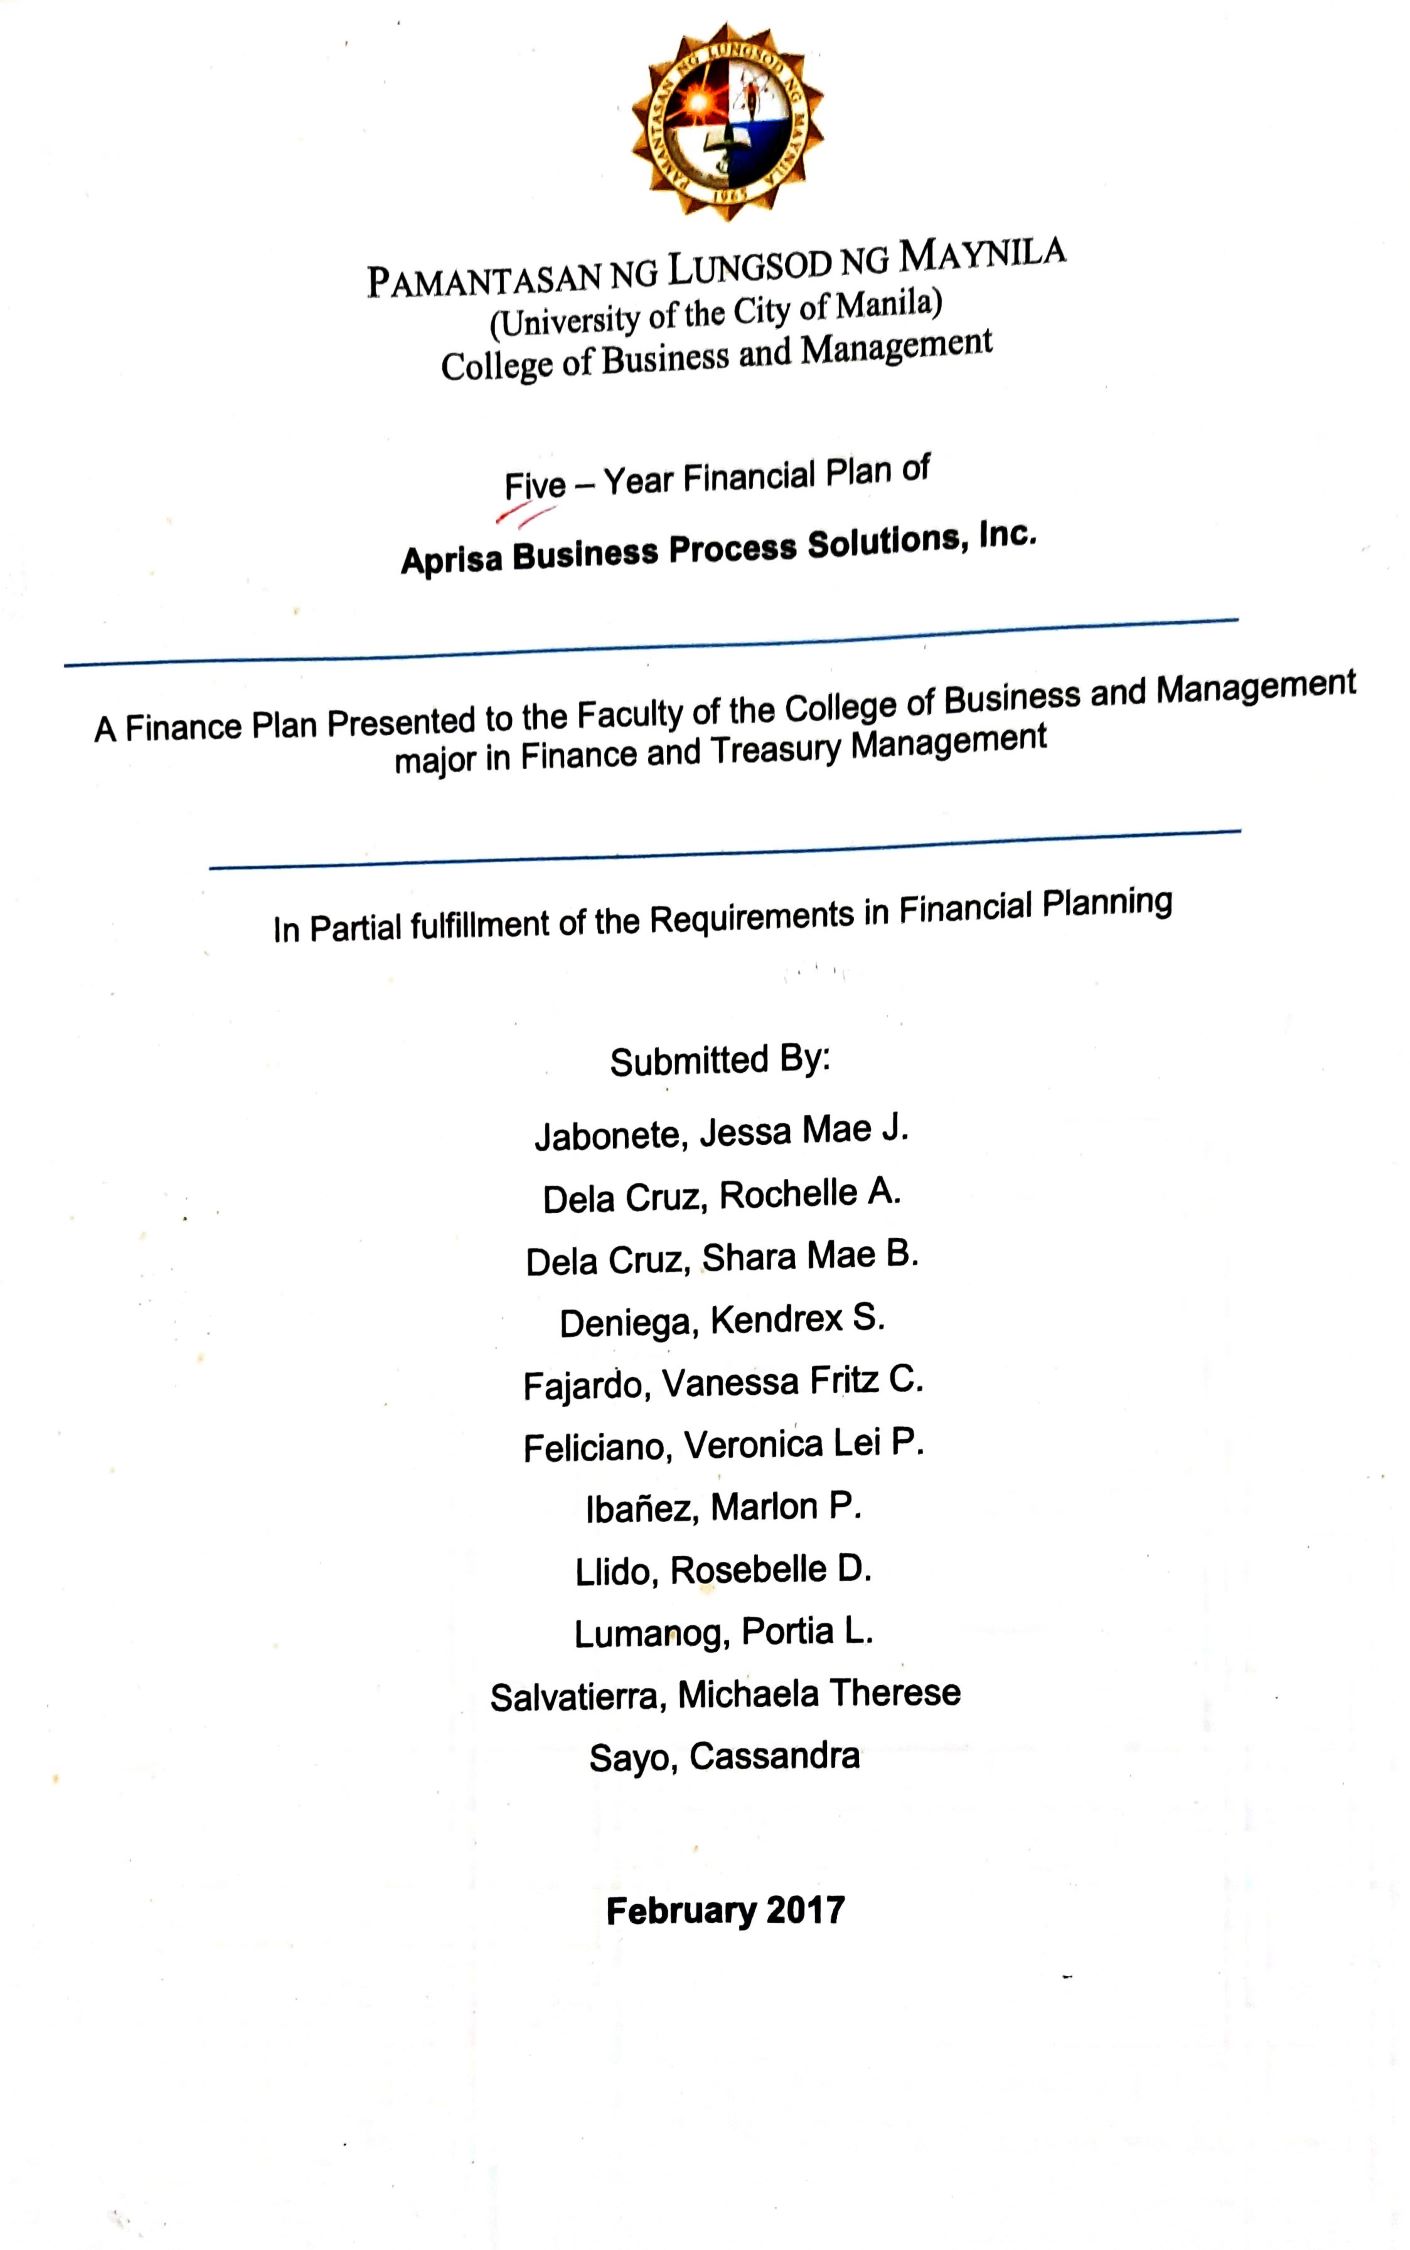 PAMANTASAN NG LUNGSOD NG MAYNILA
1965
PAMANTASAN NG LUNGSOD NG MAYNILA
(University of the City of Manila)
College of Business and Management
Five – Year Financial Plan of
Aprisa Business Process Solutions, Inc.
A Finance Plan Presented to the Faculty of the College of Business and Management
major in Finance and Treasury Management
In Partial fulfillment of the Requirements in Financial Planning
Submitted By:
Jabonete, Jessa Mae J.
Dela Cruz, Rochelle A.
Dela Cruz, Shara Mae B.
Deniega, Kendrex S.
Fajardo, Vanessa Fritz C.
Feliciano, Veronica Lei P.
Ibañez, Marlon P.
Llido, Rosebelle D.
Lumanog, Portia L.
Salvatierra, Michaela Therese
Sayo, Cassandra
February 2017